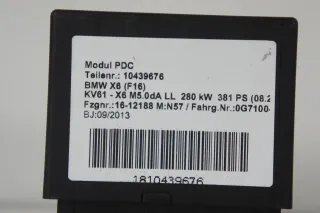 Modul PDC
Teilenr.: 10439676
BMW X6 (F16)
KV61 - X6 M5.0dA LL 280 kW 381 PS (08.2
Fzgnr.:16-12188 M:N57 / Fahrg.Nr.:0G7100-
BJ:09/2013
1810439676